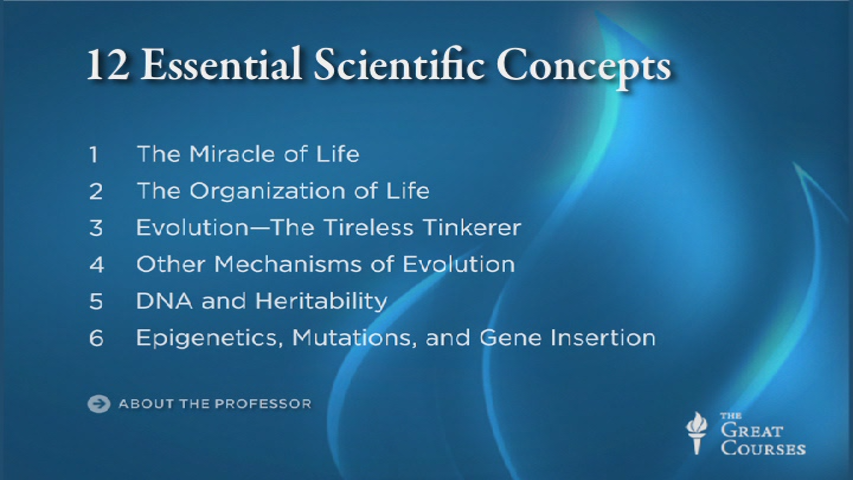 12 Essential Scientific Concepts
1 The Miracle of Life
2 The Organization of Life
3 Evolution—The Tireless Tinkerer
4 Other Mechanisms of Evolution
5 DNA and Heritability
6 Epigenetics, Mutations, and Gene Insertion
ABOUT THE PROFESSOR
THE
GREAT
COURSES